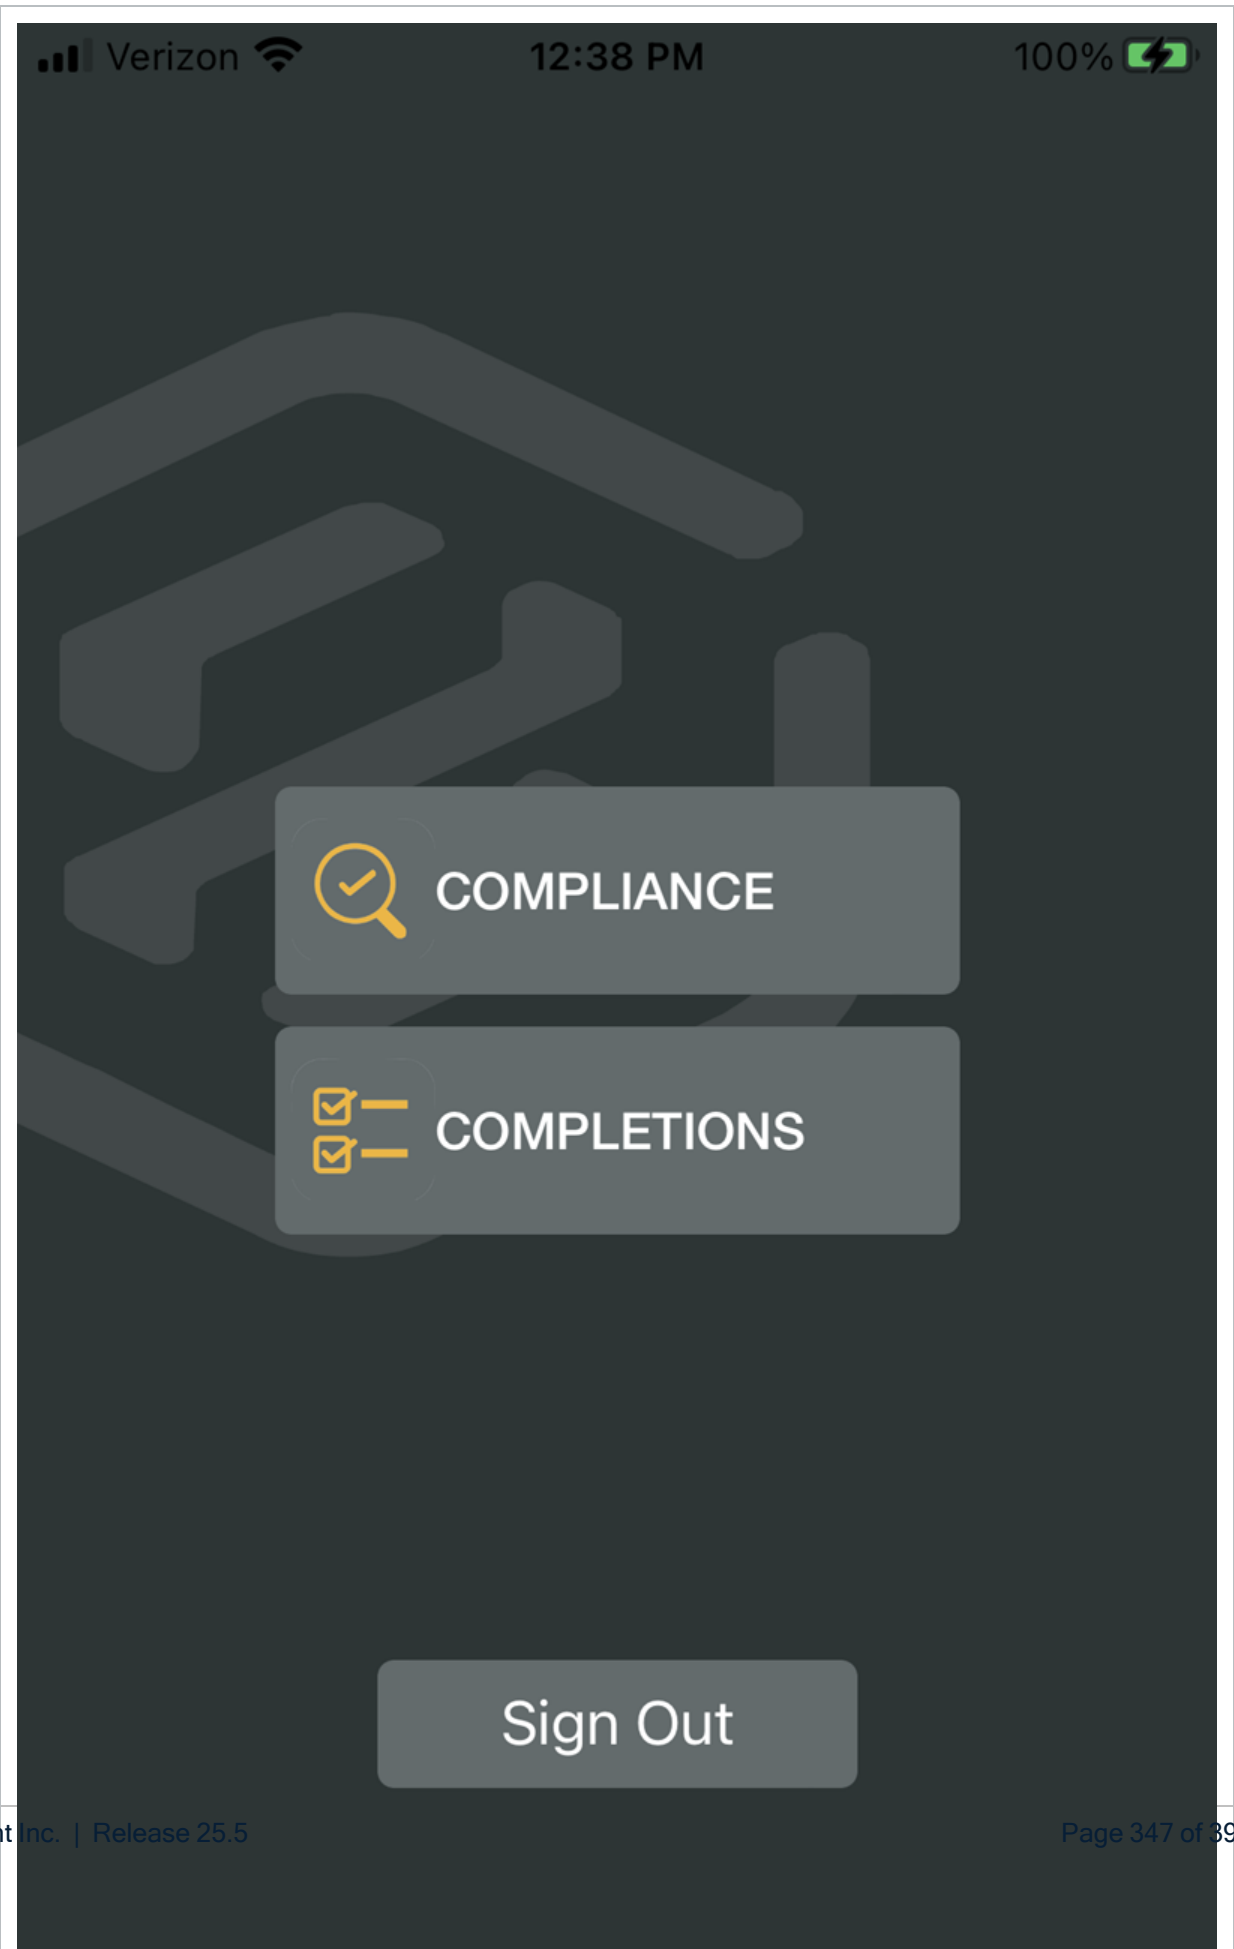 Verizon 12:38 PM 100%
COMPLIANCE
COMPLETIONS
Sign Out
Inc. | Release 25.5 Page 347 of